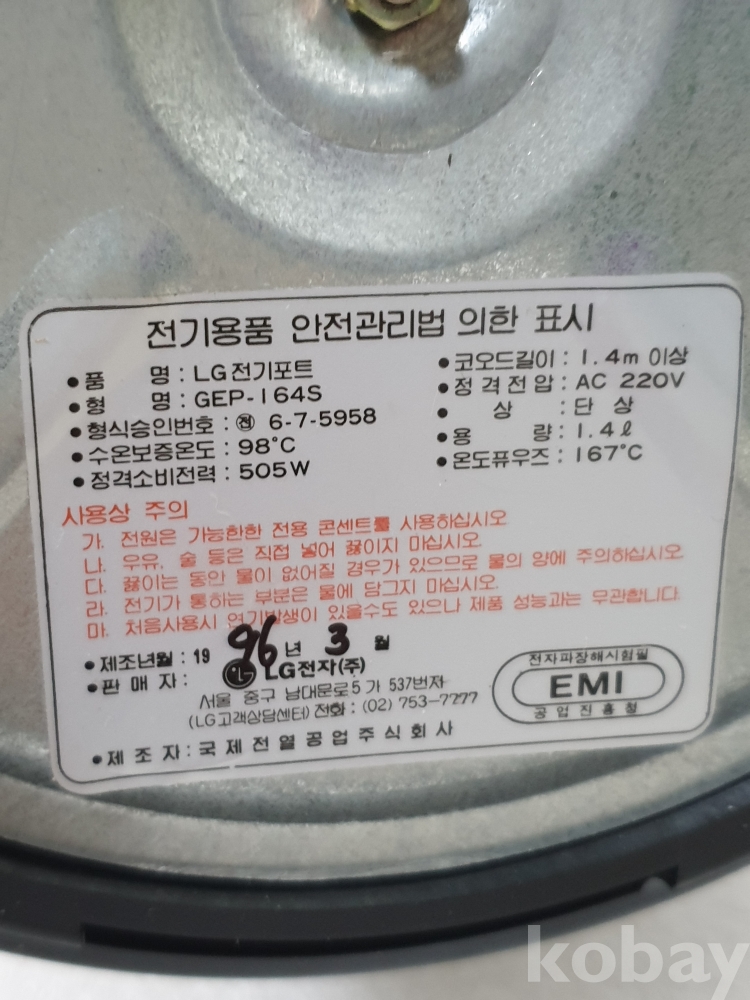 전기용품 안전관리법 의한 표시
• 품 명 : LG전기포트
• 형 명 : GEP-164S
• 형식승인번호 : 전 6-7-5958
• 수온보증온도 : 98°C
• 정격소비전력 : 505W
• 코오드길이 : 1.4m 이상
• 정격전압 : AC 220V
• 상 : 단 상
• 용 량 : 1.4ℓ
• 온도퓨우즈 : 167°C
사용상 주의
가. 전원은 가능한한 전용 콘센트를 사용하십시오
나. 우유, 술 등은 직접 넣어 끓이지 마십시오
다. 끓이는 동안 물이 없어질 경우가 있으므로 물의 양에 주의하십시오
라. 전기가 통하는 부분은 물에 담그지 마십시오.
마. 처음사용시 연기발생이 있을수도 있으나 제품 성능과는 무관합니다
• 제조년월 : 1996년 3월
• 판매자 : LG전자(주)
서울 중구 남대문로5가 537번지
(LG고객상담센터) 전화 : (02) 753-7777
• 제조자 : 국제전열공업주식회사
전자파장해시험필
EMI
공업진흥청
kobay